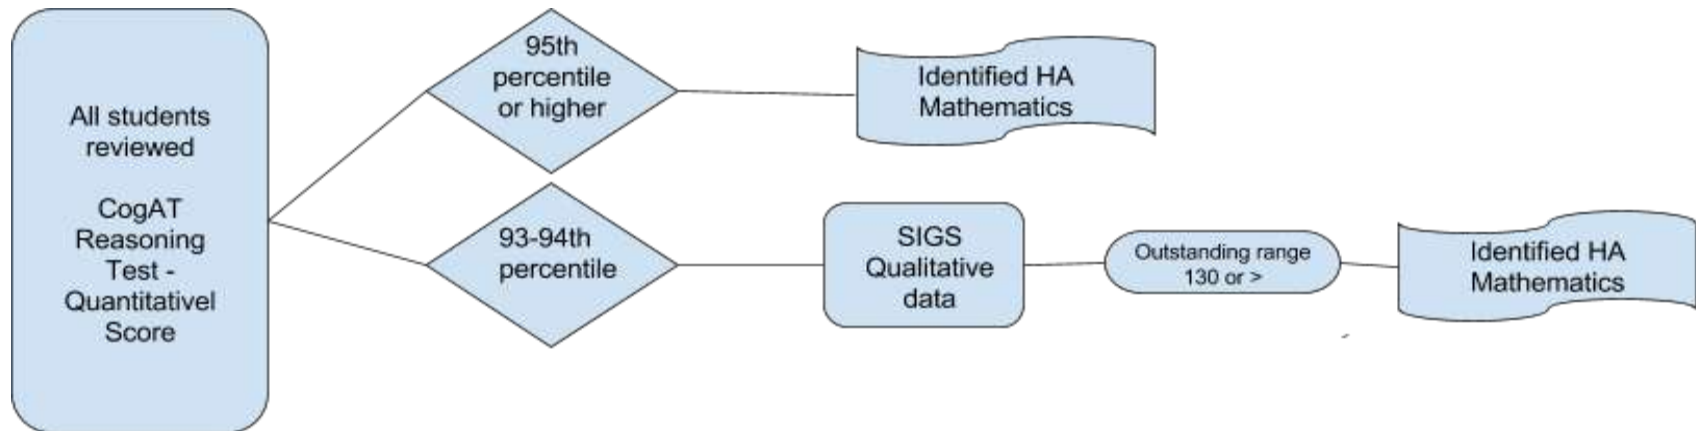 All students
reviewed
CogAT
Reasoning
Test -
Quantitativel
Score
95th
percentile
or higher
Identified HA
Mathematics
93-94th
percentile
SIGS
Qualitative
data
Outstanding range
130 or >
Identified HA
Mathematics